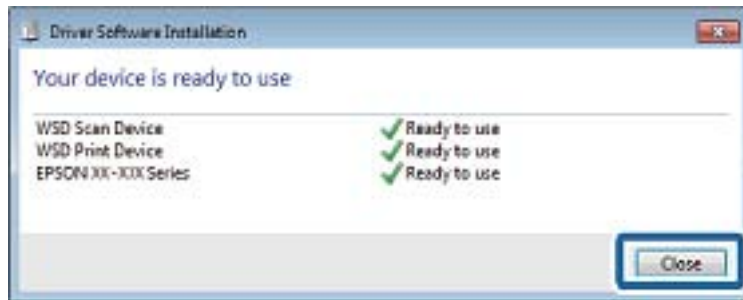 Driver Software Installation
Your device is ready to use
WSD Scan Device Ready to use
WSD Print Device Ready to use
EPSON XX-XXX Series Ready to use
Close